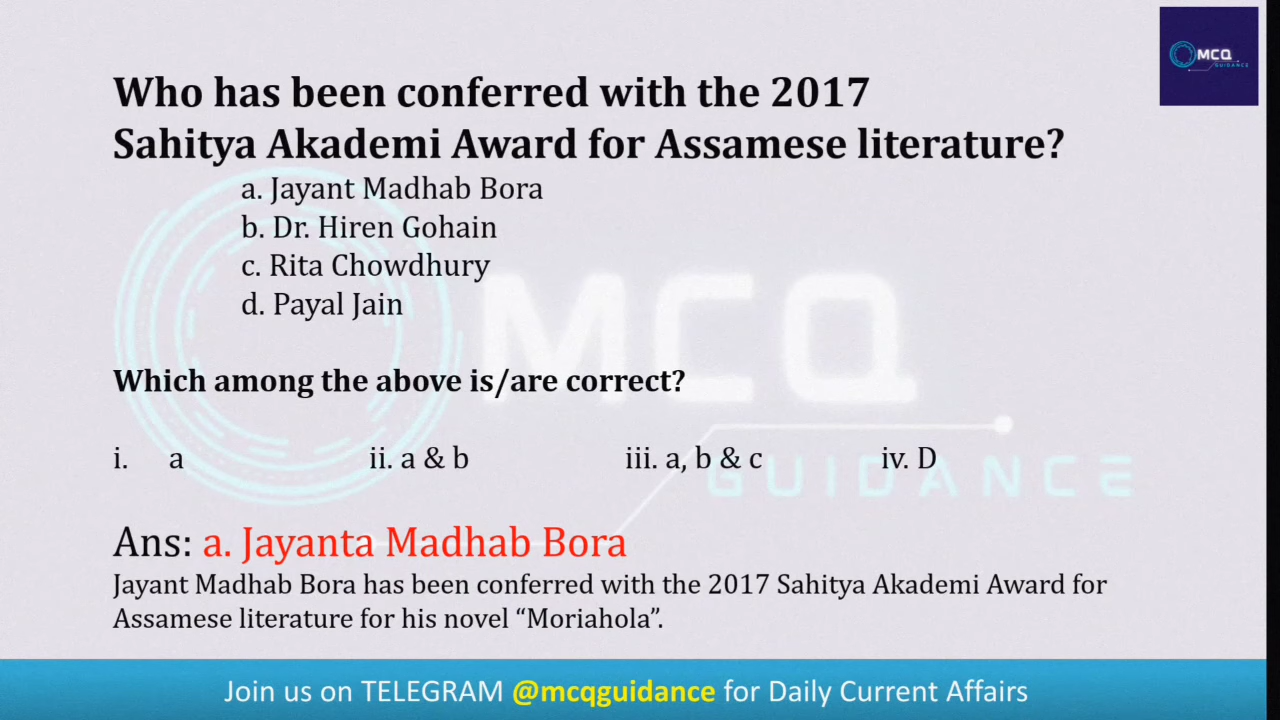 MCQ
GUIDANCE
Who has been conferred with the 2017
Sahitya Akademi Award for Assamese literature?
a. Jayant Madhab Bora
b. Dr. Hiren Gohain
c. Rita Chowdhury
d. Payal Jain
MCQ
Which among the above is/are correct?
i. a ii. a & b iii. a, b & c iv. D
GUIDANCE
Ans: a. Jayanta Madhab Bora
Jayant Madhab Bora has been conferred with the 2017 Sahitya Akademi Award for
Assamese literature for his novel “Moriahola”.
Join us on TELEGRAM @mcqguidance for Daily Current Affairs